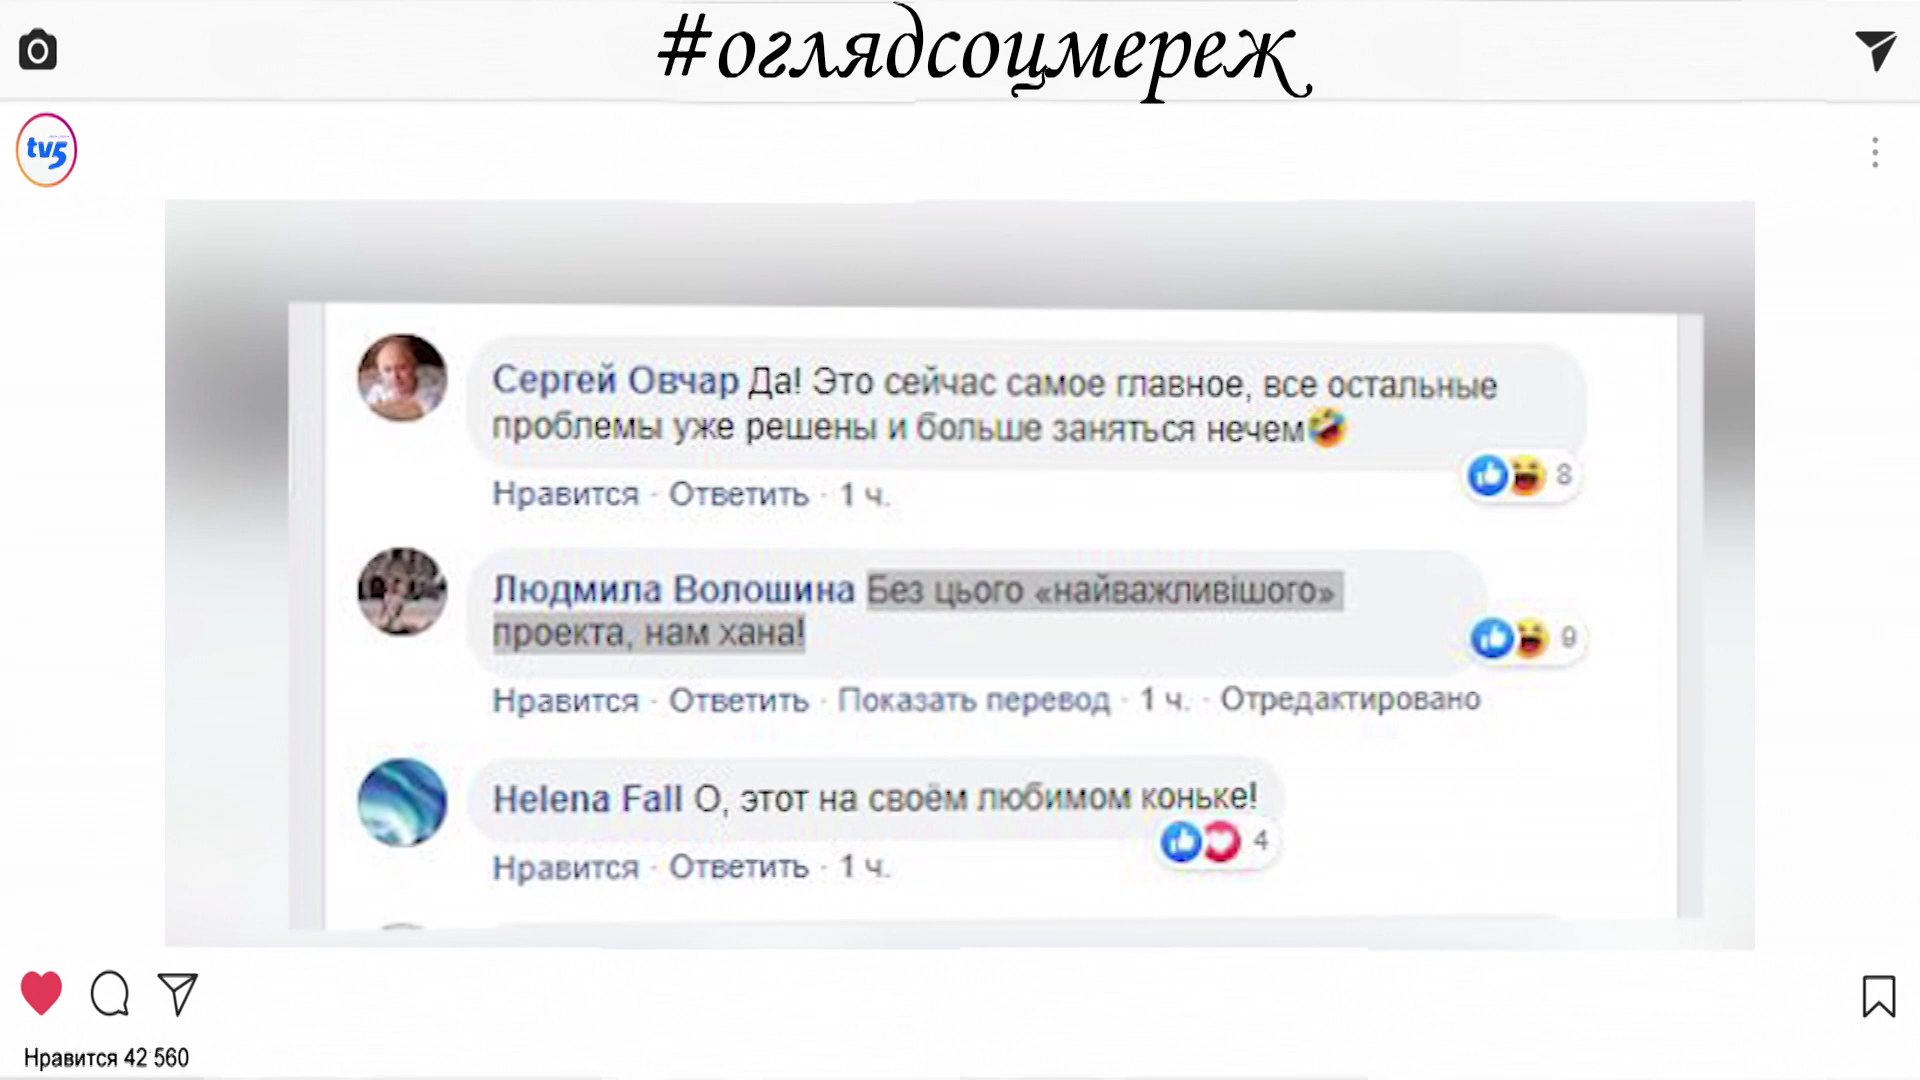 #оглядсоцмереж
tv5
Сергей Овчар Да! Это сейчас самое главное, все остальные
проблемы уже решены и больше заняться нечем🤣
8
Нравится · Ответить · 1 ч.
Людмила Волошина Без цього «найважливішого»
проекта, нам хана!
9
Нравится · Ответить · Показать перевод · 1 ч. · Отредактировано
Helena Fall О, этот на своём любимом коньке!
4
Нравится · Ответить · 1 ч.
Нравится 42 560